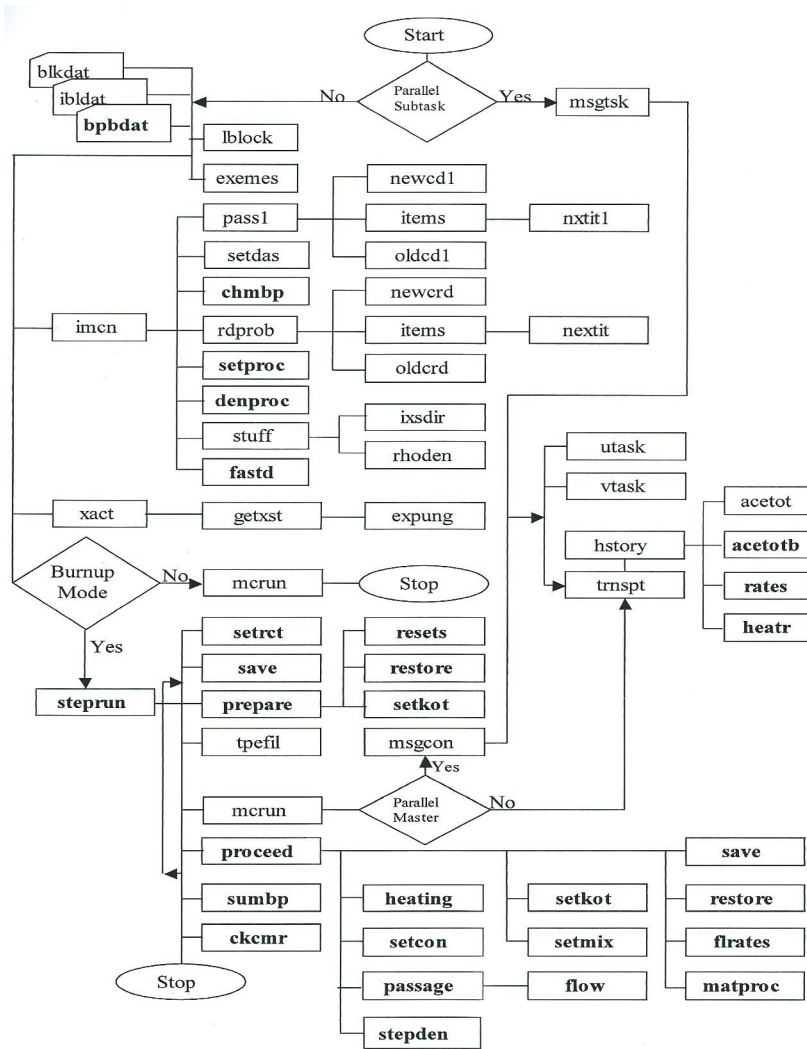 Start
blkdat
ibldat
bpbdat
No
Parallel
Subtask
Yes
msgtsk
lblock
exemes
newcd1
pass1
items
nxtit1
setdas
oldcd1
chmbp
newcrd
imcn
rdprob
items
nextit
setproc
oldcrd
denproc
ixsdir
stuff
rhoden
fastd
utask
vtask
xact
getxst
expung
acetot
hstory
acetotb
Burnup
Mode
No
mcrun
Stop
trnspt
rates
heatr
Yes
setrct
resets
save
restore
steprun
prepare
setkot
tpefil
msgcon
Yes
mcrun
Parallel
Master
No
proceed
save
sumbp
heating
setkot
restore
ckcmr
setcon
setmix
flrates
Stop
passage
flow
matproc
stepden